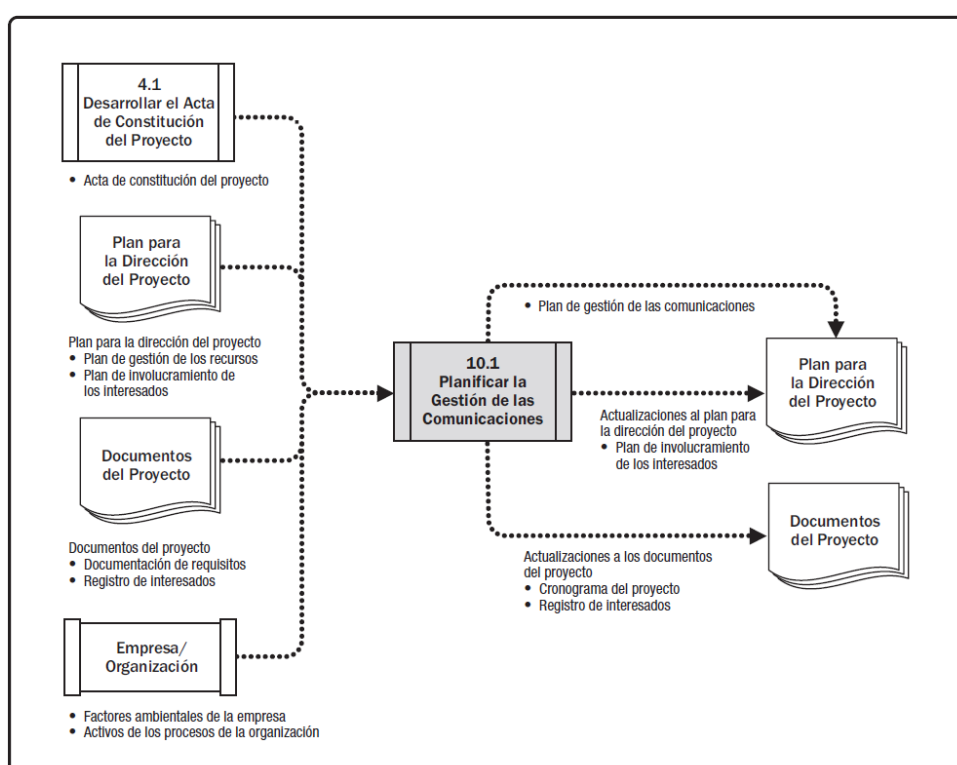 4.1
Desarrollar el Acta
de Constitución
del Proyecto
• Acta de constitución del proyecto
Plan para
la Dirección
del Proyecto
Plan para la dirección del proyecto
• Plan de gestión de los recursos
• Plan de involucramiento de
los interesados
Documentos
del Proyecto
Documentos del proyecto
• Documentación de requisitos
• Registro de interesados
Empresa/
Organización
• Factores ambientales de la empresa
• Activos de los procesos de la organización
10.1
Planificar la
Gestión de las
Comunicaciones
• Plan de gestión de las comunicaciones
Plan para
la Dirección
del Proyecto
Actualizaciones al plan para
la dirección del proyecto
• Plan de involucramiento
de los interesados
Documentos
del Proyecto
Actualizaciones a los documentos
del proyecto
• Cronograma del proyecto
• Registro de interesados